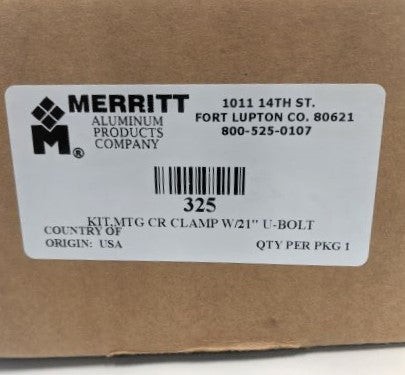 MERRITT
ALUMINUM
PRODUCTS
COMPANY
M®
1011 14TH ST.
FORT LUPTON CO. 80621
800-525-0107
325
KIT.MTG CR CLAMP W/21" U-BOLT
COUNTRY OF
ORIGIN: USA
QTY PER PKG 1